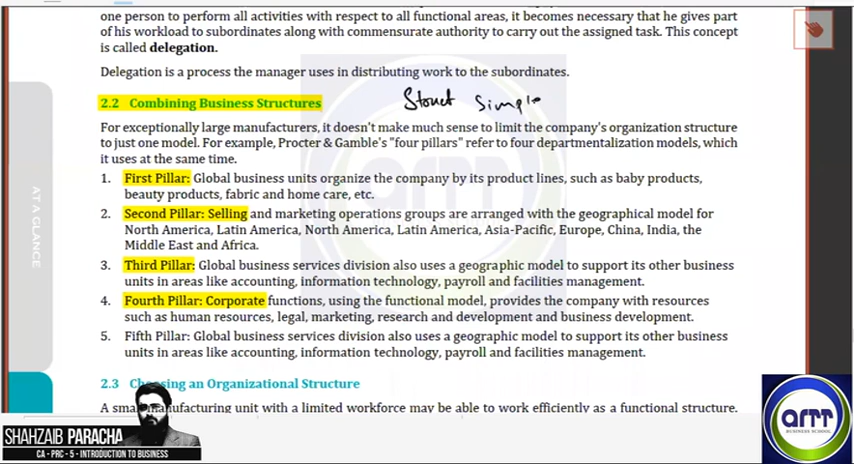 one person to perform all activities with respect to all functional areas, it becomes necessary that he gives part
of his workload to subordinates along with commensurate authority to carry out the assigned task. This concept
is called delegation.
Delegation is a process the manager uses in distributing work to the subordinates.
2.2 Combining Business Structures
Simple
For exceptionally large manufacturers, it doesn't make much sense to limit the company's organization structure
to just one model. For example, Procter & Gamble's "four pillars" refer to four departmentalization models, which
it uses at the same time.
1. First Pillar: Global business units organize the company by its product lines, such as baby products,
beauty products, fabric and home care, etc.
2. Second Pillar: Selling and marketing operations groups are arranged with the geographical model for
North America, Latin America, North America, Latin America, Asia-Pacific, Europe, China, India, the
Middle East and Africa.
3. Third Pillar: Global business services division also uses a geographic model to support its other business
units in areas like accounting, information technology, payroll and facilities management.
4. Fourth Pillar: Corporate functions, using the functional model, provides the company with resources
such as human resources, legal, marketing, research and development and business development.
5. Fifth Pillar: Global business services division also uses a geographic model to support its other business
units in areas like accounting, information technology, payroll and facilities management.
2.3 Choosing an Organizational Structure
A small manufacturing unit with a limited workforce may be able to work efficiently as a functional structure.
AT A GLANCE
SHAHZAIB PARACHA
CA - PRC - 5 - INTRODUCTION TO BUSINESS
BUSINESS SCHOOL